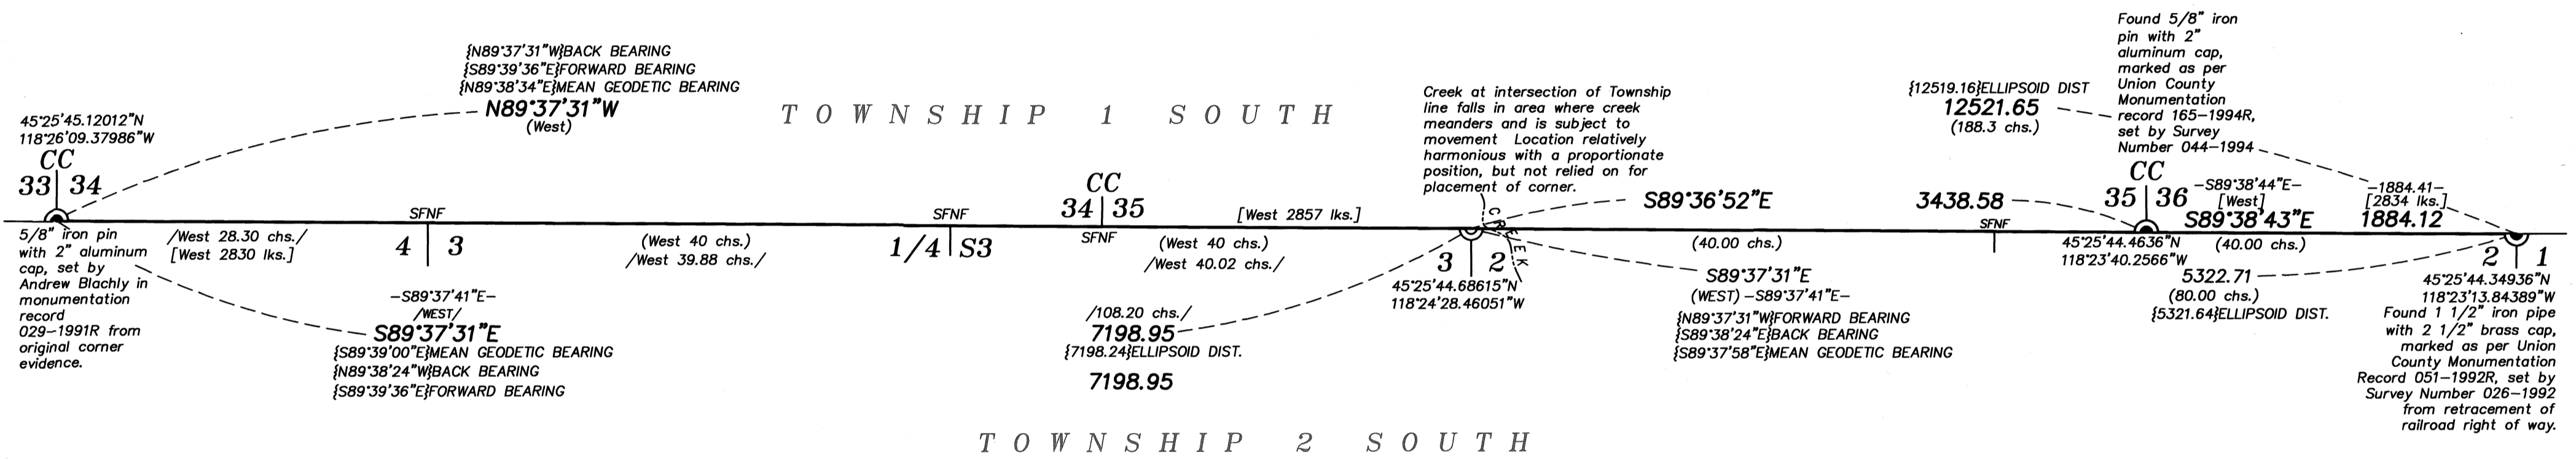 45°25'45.12012"N
118°26'09.37986"W
CC
33 34
{N89°37'31"W}BACK BEARING
{S89°39'36"E}FORWARD BEARING
{N89°38'34"E}MEAN GEODETIC BEARING
N89°37'31"W
(West)
TOWNSHIP 1 SOUTH
5/8" iron pin
with 2" aluminum
cap, set by
Andrew Blachly in
monumentation
record
029-1991R from
original corner
evidence.
/West 28.30 chs./
[West 2830 lks.]
SFNF
4 3
-S89°37'41"E-
/WEST/
S89°37'31"E
{S89°39'00"E}MEAN GEODETIC BEARING
{N89°38'24"W}BACK BEARING
{S89°39'36"E}FORWARD BEARING
(West 40 chs.)
/West 39.88 chs./
SFNF
1/4 S3
CC
34 35
SFNF
[West 2857 lks.]
(West 40 chs.)
/West 40.02 chs./
/108.20 chs./
7198.95
{7198.24}ELLIPSOID DIST.
7198.95
Creek at intersection of Township
line falls in area where creek
meanders and is subject to
movement Location relatively
harmonious with a proportionate
position, but not relied on for
placement of corner.
CREEK
3 2
45°25'44.68615"N
118°24'28.46051"W
S89°36'52"E
(40.00 chs.)
S89°37'31"E
(WEST) -S89°37'41"E-
{N89°37'31"W}FORWARD BEARING
{S89°38'24"E}BACK BEARING
{S89°37'58"E}MEAN GEODETIC BEARING
{12519.16}ELLIPSOID DIST
12521.65
(188.3 chs.)
3438.58
SFNF
Found 5/8" iron
pin with 2"
aluminum cap,
marked as per
Union County
Monumentation
record 165-1994R,
set by Survey
Number 044-1994
CC
35 36
45°25'44.4636"N
118°23'40.2566"W
-S89°38'44"E-
[West]
S89°38'43"E
(40.00 chs.)
-1884.41-
[2834 lks.]
1884.12
5322.71
(80.00 chs.)
{5321.64}ELLIPSOID DIST.
2 1
45°25'44.34936"N
118°23'13.84389"W
Found 1 1/2" iron pipe
with 2 1/2" brass cap,
marked as per Union
County Monumentation
Record 051-1992R, set by
Survey Number 026-1992
from retracement of
railroad right of way.
TOWNSHIP 2 SOUTH